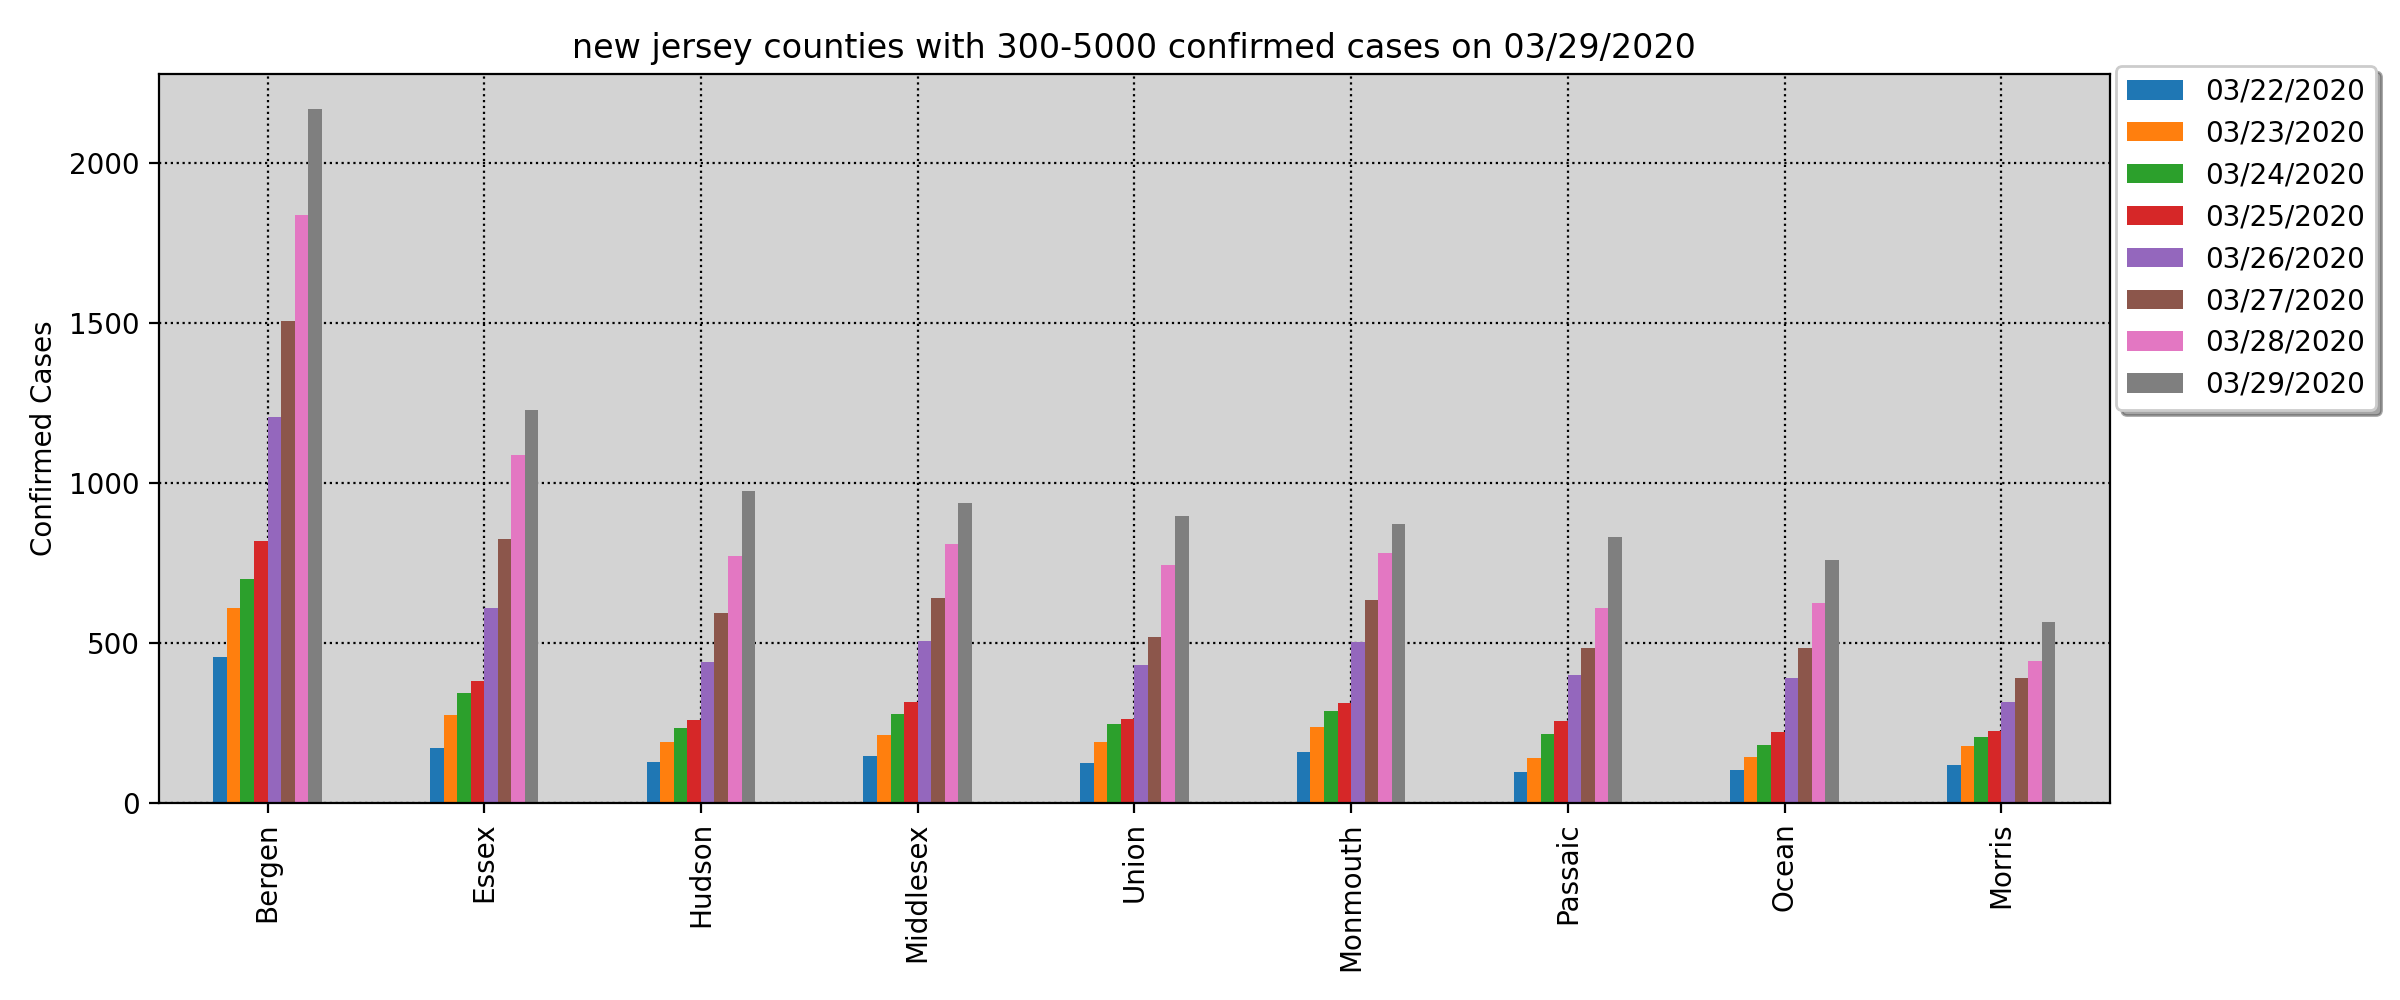 new jersey counties with 300-5000 confirmed cases on 03/29/2020
03/22/2020
03/23/2020
03/24/2020
03/25/2020
03/26/2020
03/27/2020
03/28/2020
03/29/2020
Confirmed Cases
2000
1500
1000
500
0
Bergen
Essex
Hudson
Middlesex
Union
Monmouth
Passaic
Ocean
Morris